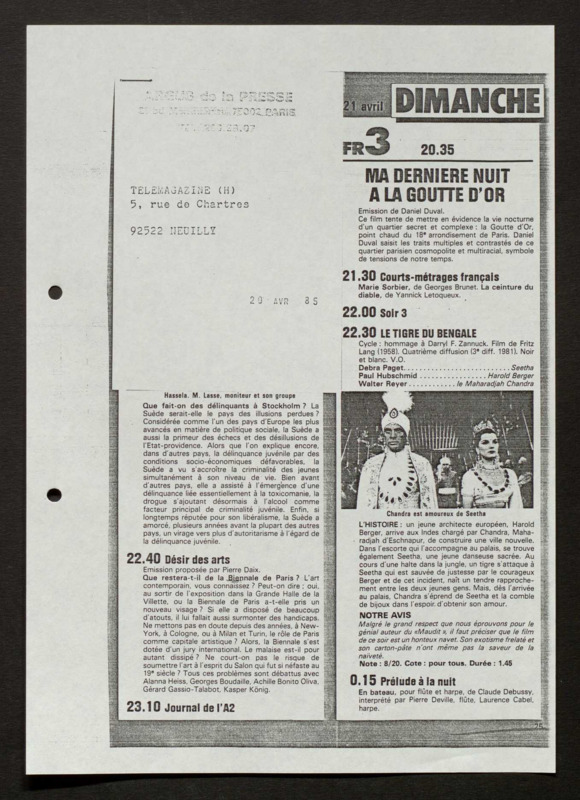 ARGUS de la PRESSE
TÉLÉMAGAZINE (H)
5, rue de Chartres
92522 NEUILLY
20 AVR 85
Hassela. M. Lasse, moniteur et son groupe
Que fait-on des délinquants à Stockholm ? La
Suède serait-elle le pays des illusions perdues ?
Considérée comme l'un des pays d'Europe les plus
avancés en matière de politique sociale, la Suède a
aussi la primeur des échecs et des désillusions de
l'Etat-providence. Alors que l'on explique encore,
dans d'autres pays, la délinquance juvénile par des
conditions socio-économiques défavorables, la
Suède a vu s'accroître la criminalité des jeunes
simultanément à son niveau de vie. Bien avant
d'autres pays, elle a assisté à l'émergence d'une
délinquance liée essentiellement à la toxicomanie, la
drogue s'ajoutant désormais à l'alcool comme
facteur principal de criminalité juvénile. Enfin, si
longtemps réputée pour son libéralisme, la Suède a
amorcé, plusieurs années avant la plupart des autres
pays, un virage vers plus d'autoritarisme à l'égard de
la délinquance juvénile.
22.40 Désir des arts
Emission proposée par Pierre Daix.
Que restera-t-il de la Biennale de Paris ? L'art
contemporain, vous connaissez ? Peut-on dire : oui,
au sortir de l'exposition dans la Grande Halle de la
Villette, ou la Biennale de Paris a-t-elle pris un
nouveau visage ? Si elle a disposé de beaucoup
d'atouts, il lui fallait aussi surmonter des handicaps.
Ne mettons pas en doute depuis des années, à New-
York, à Cologne, ou à Milan et Turin, le rôle de Paris
comme capitale artistique ? Alors, la Biennale s'est
dotée d'un jury international. Le malaise est-il pour
autant dissipé ? Ne court-on pas le risque de
soumettre l'art à l'esprit du Salon qui fut si néfaste au
19e siècle ? Tous ces problèmes sont débattus avec
Alanna Heiss, Georges Boudaille, Achille Bonito Oliva,
Gérard Gassio-Talabot, Kasper König.
23.10 Journal de l'A2
21 avril DIMANCHE
FR3 20.35
MA DERNIERE NUIT
A LA GOUTTE D'OR
Emission de Daniel Duval.
Ce film tente de mettre en évidence la vie nocturne
d'un quartier secret et complexe : la Goutte d'Or,
point chaud du 18e arrondissement de Paris. Daniel
Duval saisit les traits multiples et contrastés de ce
quartier parisien cosmopolite et multiracial, symbole
de tensions de notre temps.
21.30 Courts-métrages français
Marie Sorbier, de Georges Brunet. La ceinture du
diable, de Yannick Letoqueux.
22.00 Soir 3
22.30 LE TIGRE DU BENGALE
Cycle : hommage à Darryl F. Zannuck. Film de Fritz
Lang (1958). Quatrième diffusion (3e diff. 1981). Noir
et blanc. V.O.
Debra Paget.......................Seetha
Paul Hubschmid ................Harold Berger
Walter Reyer ............le Maharadjah Chandra
Chandra est amoureux de Seetha
L'HISTOIRE : un jeune architecte européen, Harold
Berger, arrive aux Indes chargé par Chandra, Maha-
radjah d'Eschnapur, de construire une ville nouvelle.
Dans l'escorte qui l'accompagne au palais, se trouve
également Seetha, une jeune danseuse sacrée. Au
cours d'une halte dans la jungle, un tigre s'attaque à
Seetha qui est sauvée de justesse par le courageux
Berger et de cet incident, naît un tendre rapproche-
ment entre les deux jeunes gens. Mais, dès l'arrivée
au palais, Chandra s'éprend de Seetha et la comble
de bijoux dans l'espoir d'obtenir son amour.
NOTRE AVIS
Malgré le grand respect que nous éprouvons pour le
génial auteur du «Maudit», il faut préciser que le film
de ce soir est un honteux navet. Son exotisme frelaté et
son carton-pâte n'ont même pas la saveur de la
naïveté.
Note : 8/20. Cote : pour tous. Durée : 1.45
0.15 Prélude à la nuit
En bateau, pour flûte et harpe, de Claude Debussy,
interprété par Pierre Deville, flûte, Laurence Cabel,
harpe.